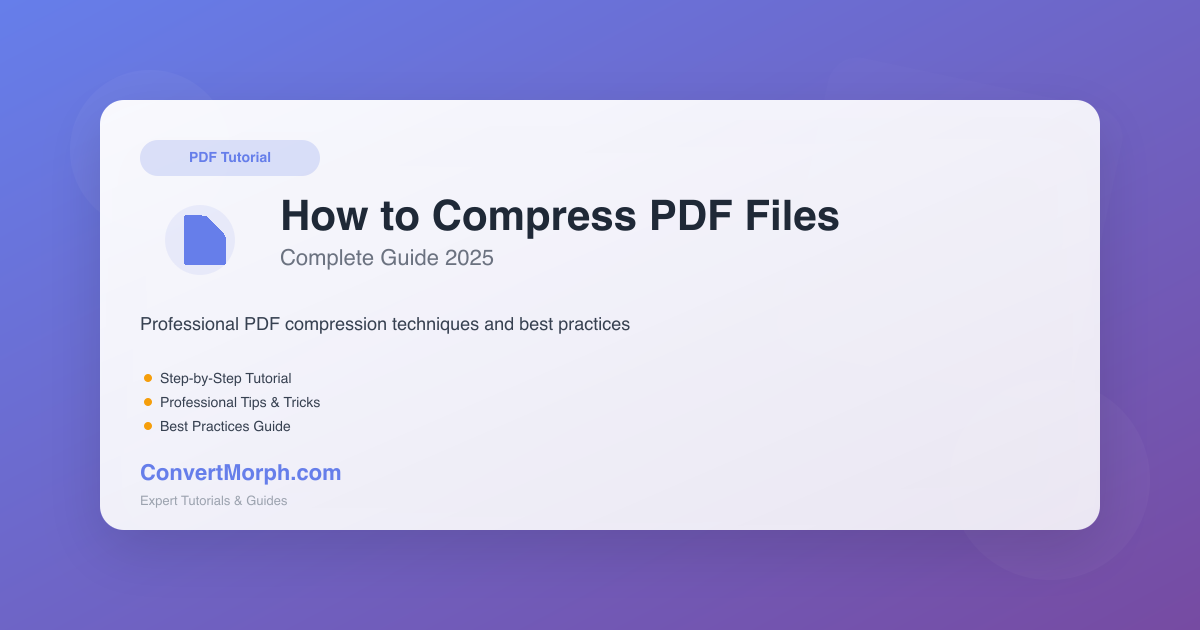 PDF Tutorial
How to Compress PDF Files
Complete Guide 2025
Professional PDF compression techniques and best practices
Step-by-Step Tutorial
Professional Tips & Tricks
Best Practices Guide
ConvertMorph.com
Expert Tutorials & Guides